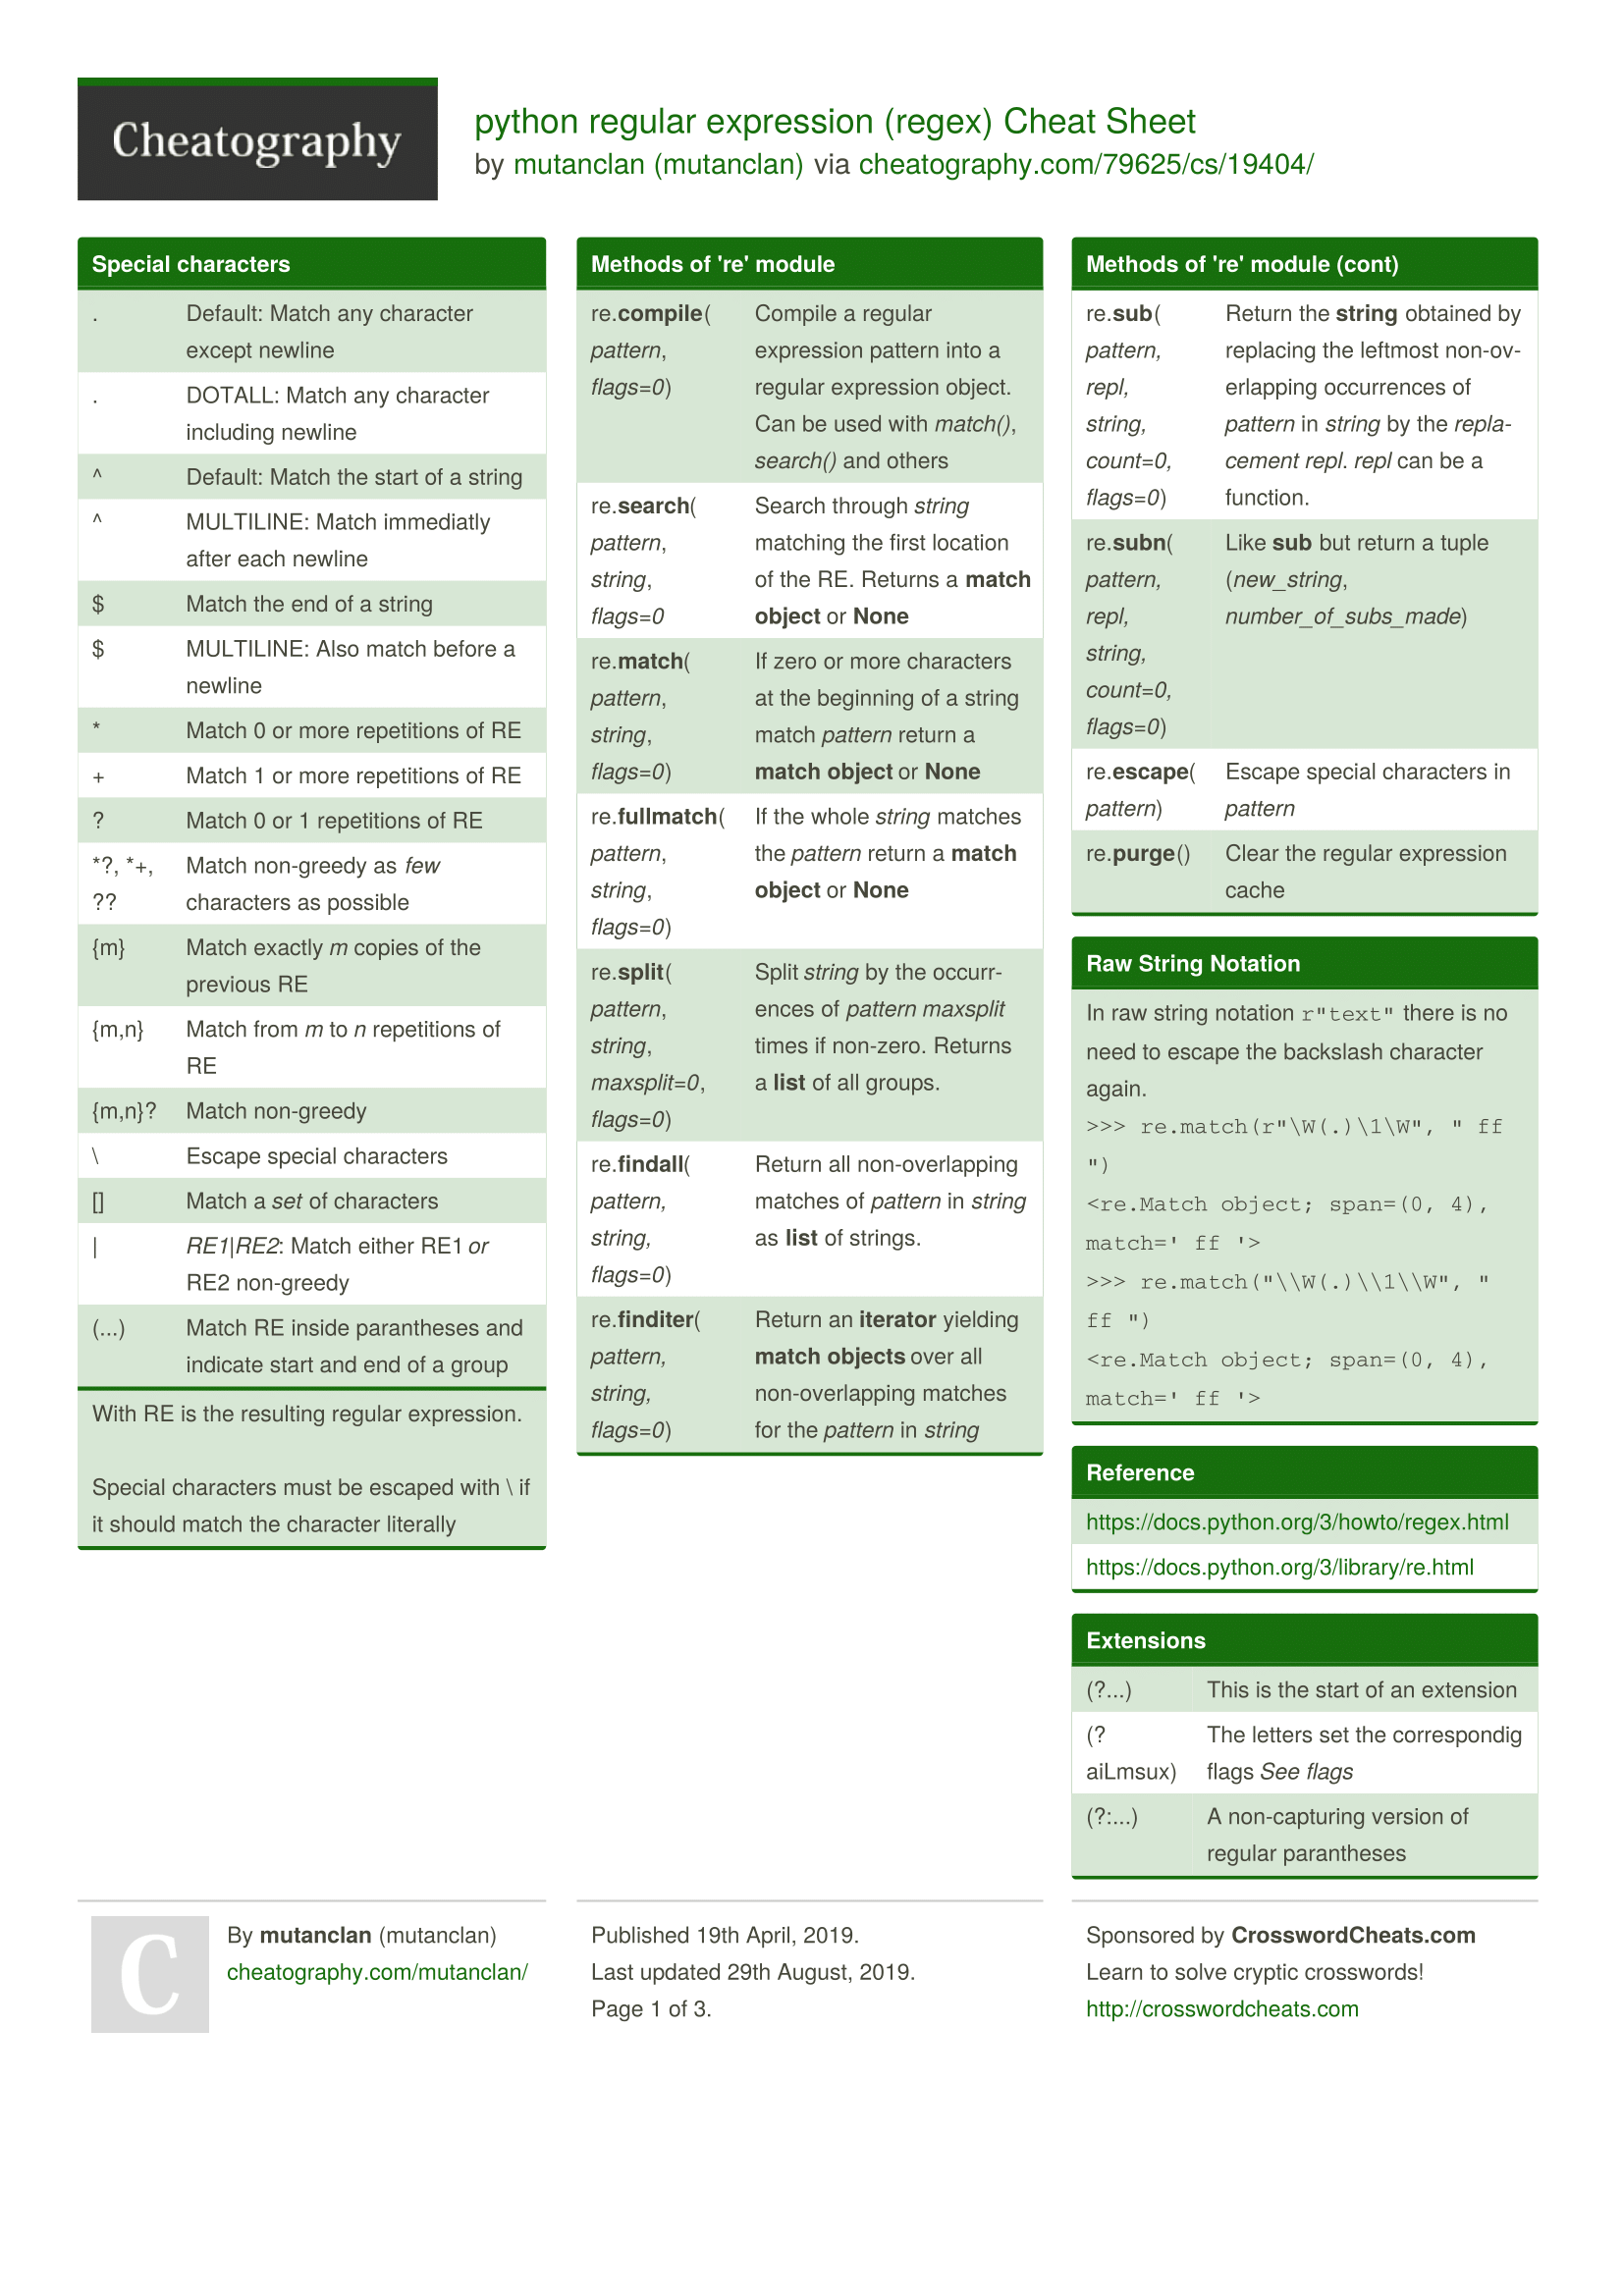 Cheatography
python regular expression (regex) Cheat Sheet
by mutanclan (mutanclan) via cheatography.com/79625/cs/19404/
Special characters
. Default: Match any character
except newline
. DOTALL: Match any character
including newline
^ Default: Match the start of a string
^ MULTILINE: Match immediatly
after each newline
$ Match the end of a string
$ MULTILINE: Also match before a
newline
* Match 0 or more repetitions of RE
+ Match 1 or more repetitions of RE
? Match 0 or 1 repetitions of RE
*?, *+, Match non-greedy as few
?? characters as possible
{m} Match exactly m copies of the
previous RE
{m,n} Match from m to n repetitions of
RE
{m,n}? Match non-greedy
\ Escape special characters
[] Match a set of characters
| RE1|RE2: Match either RE1 or
RE2 non-greedy
(...) Match RE inside parantheses and
indicate start and end of a group
With RE is the resulting regular expression.
Special characters must be escaped with \ if
it should match the character literally
Methods of 're' module
re.compile( Compile a regular
pattern, expression pattern into a
flags=0) regular expression object.
Can be used with match(),
search() and others
re.search( Search through string
pattern, matching the first location
string, of the RE. Returns a match
flags=0 object or None
re.match( If zero or more characters
pattern, at the beginning of a string
string, match pattern return a
flags=0) match object or None
re.fullmatch( If the whole string matches
pattern, the pattern return a match
string, object or None
flags=0)
re.split( Split string by the occurr-
pattern, ences of pattern maxsplit
string, times if non-zero. Returns
maxsplit=0, a list of all groups.
flags=0)
re.findall( Return all non-overlapping
pattern, matches of pattern in string
string, as list of strings.
flags=0)
re.finditer( Return an iterator yielding
pattern, match objects over all
string, non-overlapping matches
flags=0) for the pattern in string
Methods of 're' module (cont)
re.sub( Return the string obtained by
pattern, replacing the leftmost non-ov-
repl, erlapping occurrences of
string, pattern in string by the repla-
count=0, cement repl. repl can be a
flags=0) function.
re.subn( Like sub but return a tuple
pattern, (new_string,
repl, number_of_subs_made)
string,
count=0,
flags=0)
re.escape( Escape special characters in
pattern) pattern
re.purge() Clear the regular expression
cache
Raw String Notation
In raw string notation r"text" there is no
need to escape the backslash character
again.
>>> re.match(r"\W(.)\1\W", " ff
")
<re.Match object; span=(0, 4),
match=' ff '>
>>> re.match("\\W(.)\\1\\W", "
ff ")
<re.Match object; span=(0, 4),
match=' ff '>
Reference
https://docs.python.org/3/howto/regex.html
https://docs.python.org/3/library/re.html
Extensions
(?...) This is the start of an extension
(? The letters set the correspondig
aiLmsux) flags See flags
(?:...) A non-capturing version of
regular parantheses
C
By mutanclan (mutanclan)
cheatography.com/mutanclan/
Published 19th April, 2019.
Last updated 29th August, 2019.
Page 1 of 3.
Sponsored by CrosswordCheats.com
Learn to solve cryptic crosswords!
http://crosswordcheats.com